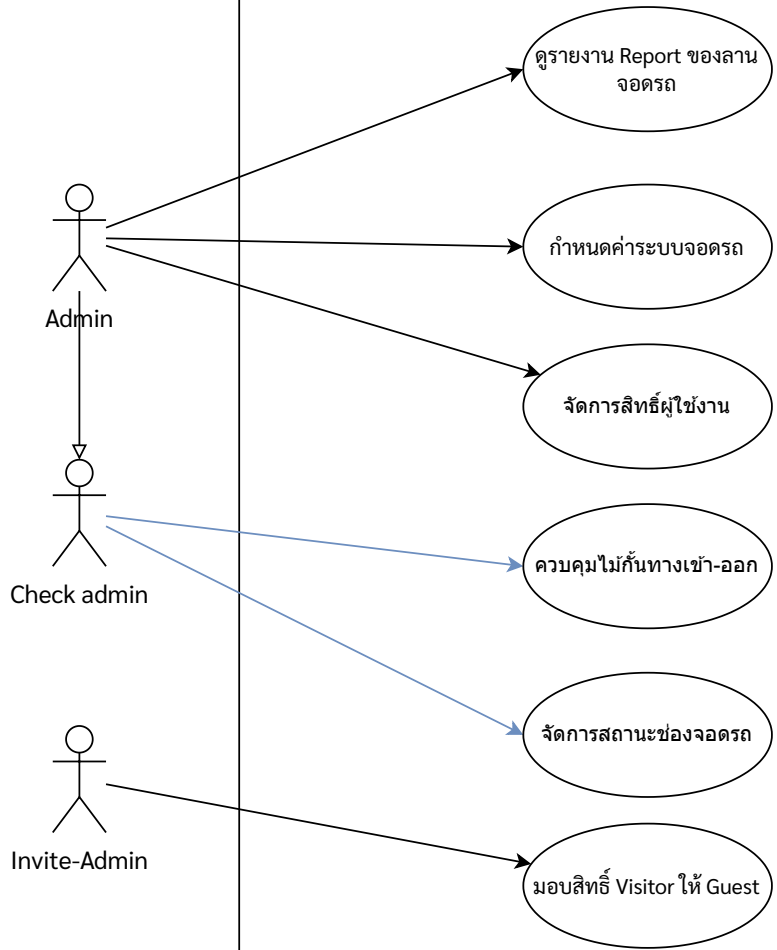 ดูรายงาน Report ของลาน
จอดรถ
กำหนดค่าระบบจอดรถ
Admin
จัดการสิทธิ์ผู้ใช้งาน
ควบคุมไม้กั้นทางเข้า-ออก
Check admin
จัดการสถานะช่องจอดรถ
Invite-Admin
มอบสิทธิ์ Visitor ให้ Guest